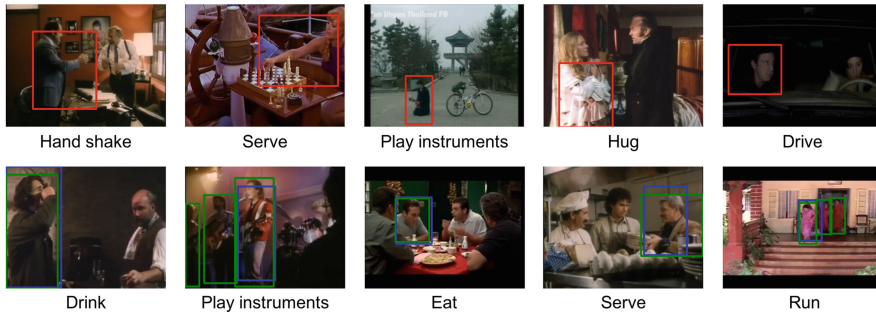 Hand shake
Serve
Play instruments
Hug
Drive
Drink
Play instruments
Eat
Serve
Run